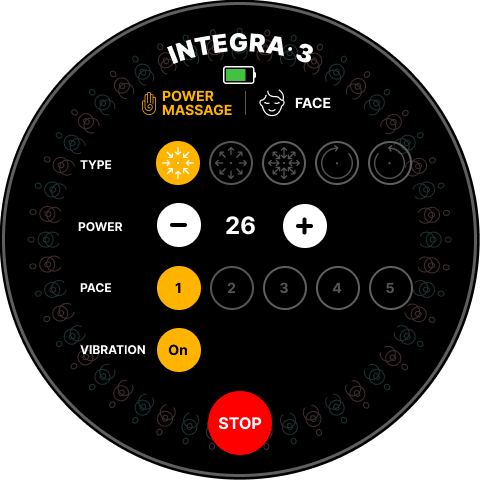 INTEGRA·3
POWER
MASSAGE
FACE
TYPE
POWER
−
26
+
PACE
1
2
3
4
5
VIBRATION
On
STOP